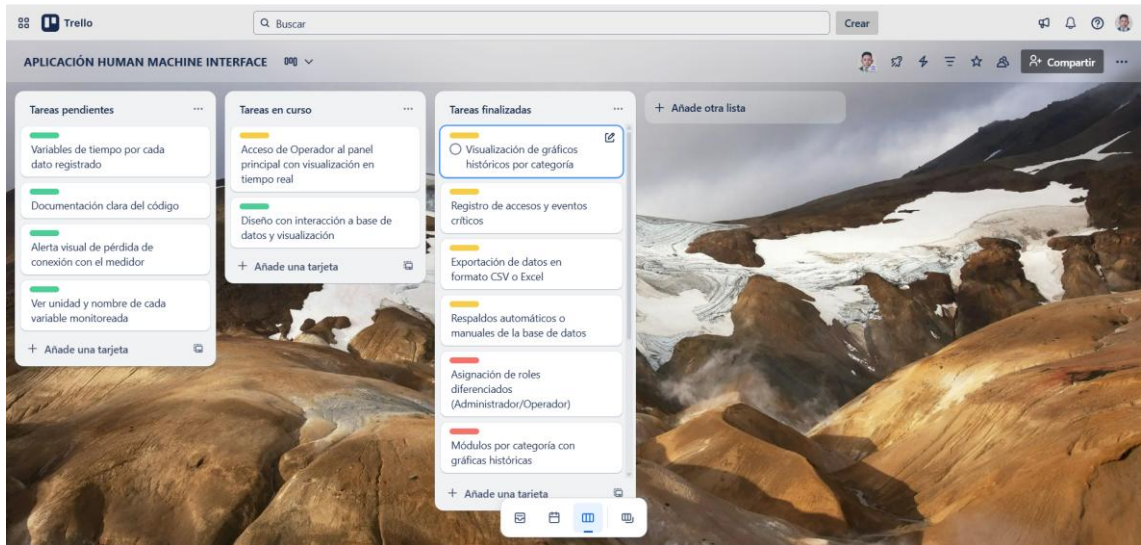 Trello
Buscar
Crear
APLICACIÓN HUMAN MACHINE INTERFACE
Compartir
Tareas pendientes
Variables de tiempo por cada
dato registrado
Documentación clara del código
Alerta visual de pérdida de
conexión con el medidor
Ver unidad y nombre de cada
variable monitoreada
+ Añade una tarjeta
Tareas en curso
Acceso de Operador al panel
principal con visualización en
tiempo real
Diseño con interacción a base de
datos y visualización
+ Añade una tarjeta
Tareas finalizadas
Visualización de gráficos
históricos por categoría
Registro de accesos y eventos
críticos
Exportación de datos en
formato CSV o Excel
Respaldos automáticos o
manuales de la base de datos
Asignación de roles
diferenciados
(Administrador/Operador)
Módulos por categoría con
gráficas históricas
+ Añade una tarjeta
+ Añade otra lista